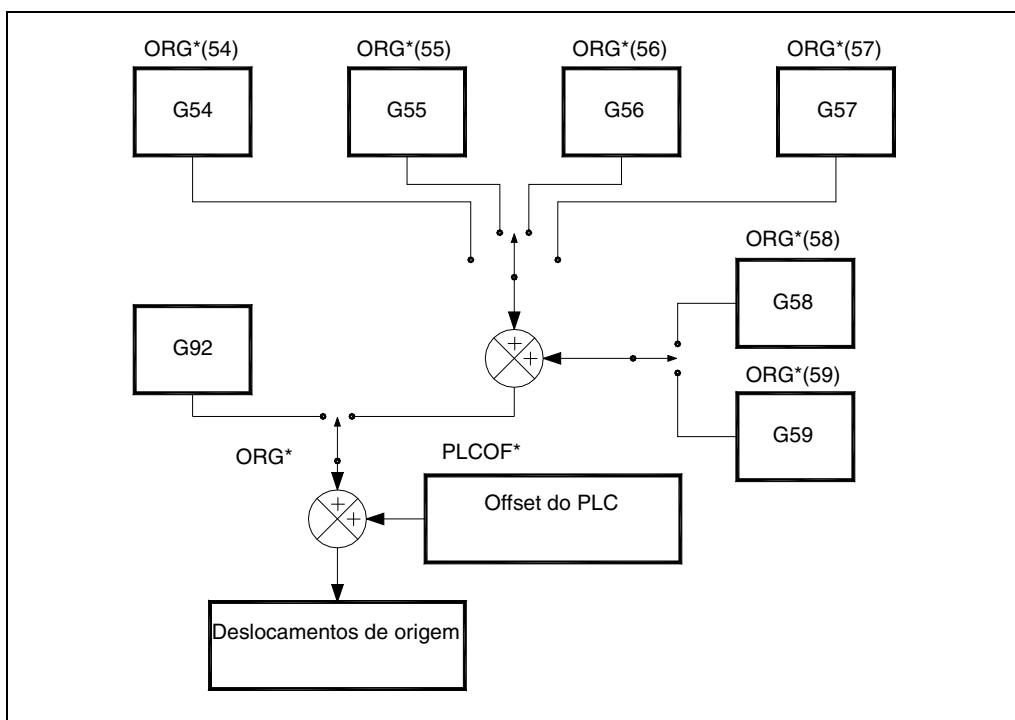 ORG*(54)
ORG*(55)
ORG*(56)
ORG*(57)
G54
G55
G56
G57
ORG*(58)
G58
G92
+
+
ORG*(59)
G59
ORG*
PLCOF*
+
+
Offset do PLC
Deslocamentos de origem